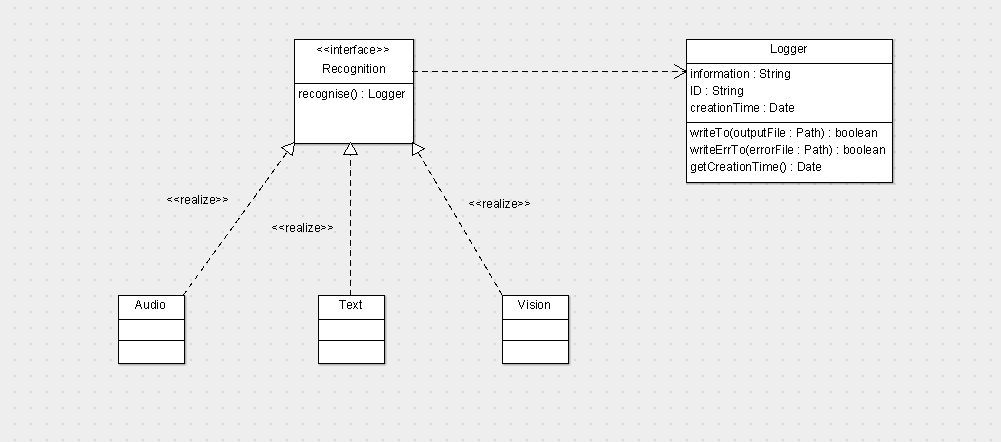 <<interface>>
Recognition
recognise() : Logger
Logger
information : String
ID : String
creationTime : Date
writeTo(outputFile : Path) : boolean
writeErrTo(errorFile : Path) : boolean
getCreationTime() : Date
<<realize>>
<<realize>>
<<realize>>
Audio
Text
Vision